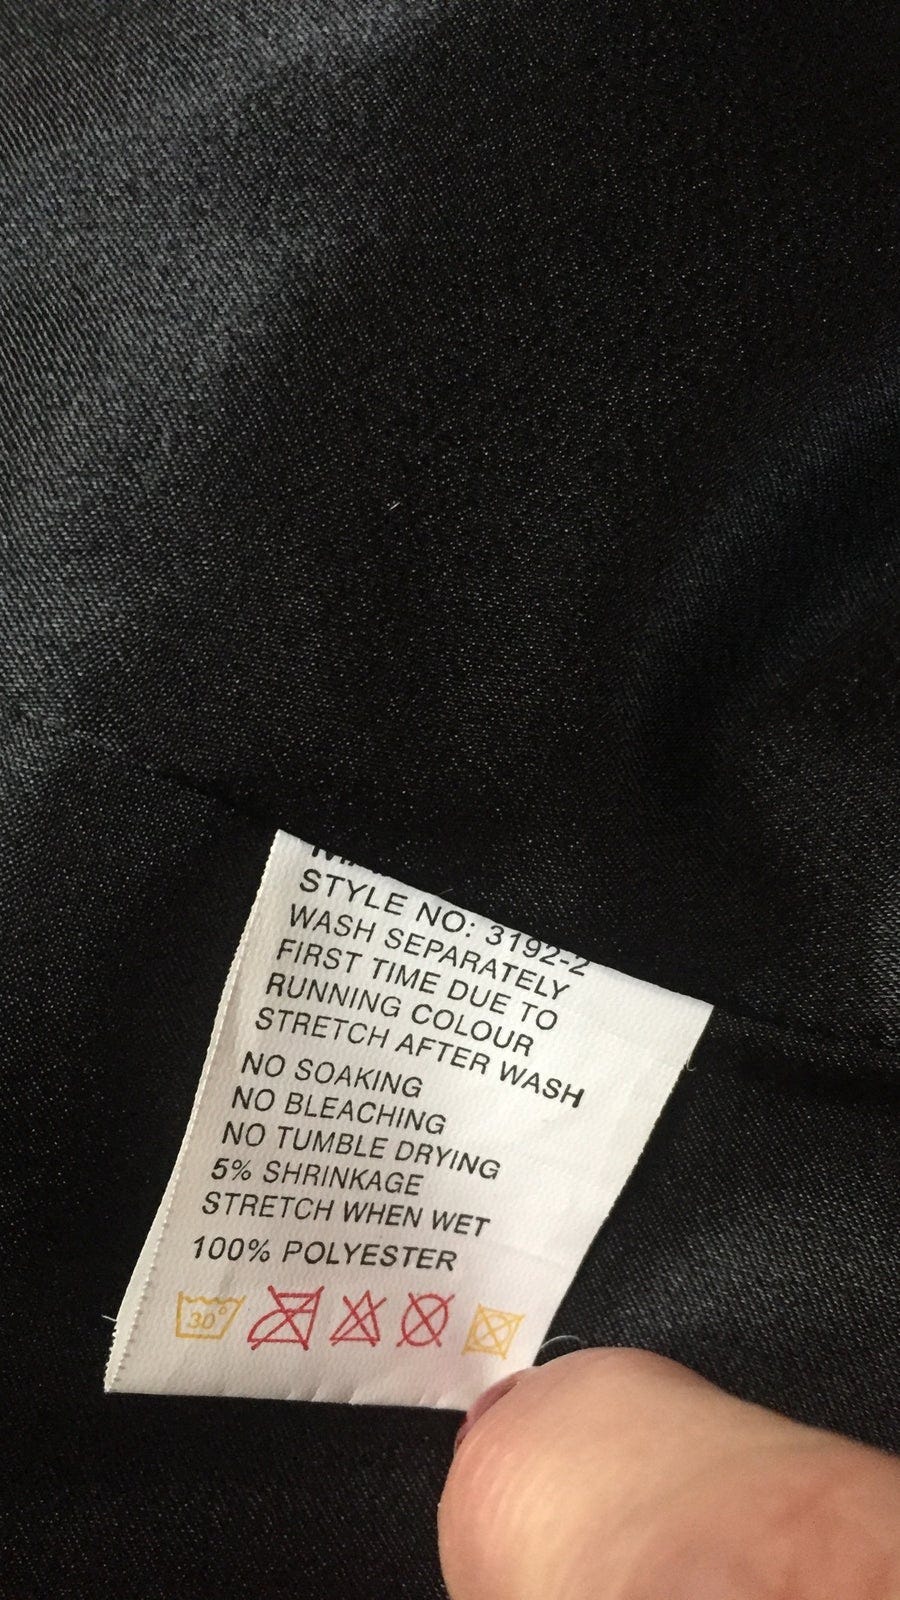 STYLE NO: 3192-2
WASH SEPARATELY
FIRST TIME DUE TO
RUNNING COLOUR
STRETCH AFTER WASH
NO SOAKING
NO BLEACHING
NO TUMBLE DRYING
5% SHRINKAGE
STRETCH WHEN WET
100% POLYESTER
30°